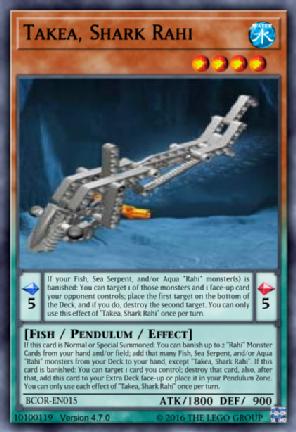 TAKEA, SHARK RAHI
WATER
水
If your Fish, Sea Serpent, and/or Aqua "Rahi" monster(s) is
banished: You can target 1 of those monsters and 1 face-up card
your opponent controls; place the first target on the bottom of
the Deck, and if you do, destroy the second target. You can only
use this effect of "Takea, Shark Rahi" once per turn.
5
5
[FISH / PENDULUM / EFFECT]
If this card is Normal or Special Summoned: You can banish up to 2 "Rahi" Monster
Cards from your hand and/or field; add that many Fish, Sea Serpent, and/or Aqua
"Rahi" monsters from your Deck to your hand, except "Takea, Shark Rahi". If this
card is banished: You can target 1 card you control; destroy that card, also, after
that, add this card to your Extra Deck face-up or place it in your Pendulum Zone.
You can only use each effect of "Takea, Shark Rahi" once per turn.
BCOR-EN015
ATK/1800 DEF/ 900
10100119 Version 4.7.0
©2016 THE LEGO GROUP